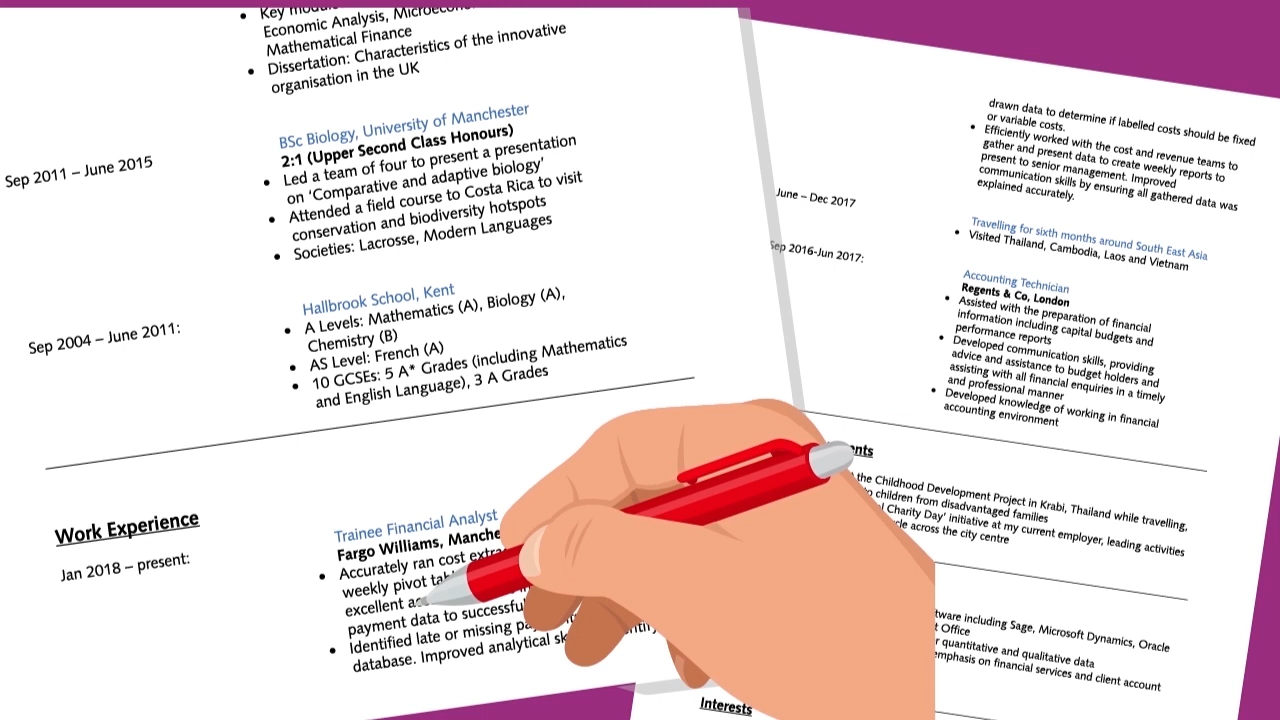 Key
Economic Analysis,
Mathematical Finance
Dissertation: Characteristics of the innovative
organisation in the UK
Sep 2011 – June 2015
BSc Biology, University of Manchester
2:1 (Upper Second Class Honours)
Led a team of four to present a presentation
on ‘Comparative and adaptive biology’
Attended a field course to Costa Rica to visit
conservation and biodiversity hotspots
Societies: Lacrosse, Modern Languages
Sep 2004 – June 2011:
Hallbrook School, Kent
A Levels: Mathematics (A), Biology (A),
Chemistry (B)
AS Level: French (A)
10 GCSEs: 5 A* Grades (including Mathematics
and English Language), 3 A Grades
Work Experience
Jan 2018 – present:
Trainee Financial Analyst
Fargo Williams,
Accurately ran cost
weekly pivot
excellent
payment data to
Identified late or missing
database. Improved analytical
drawn data to determine if labelled costs should be fixed
or variable costs.
Efficiently worked with the cost and revenue teams to
gather and present data to create weekly reports to
present to senior management. Improved
communication skills by ensuring all gathered data was
explained accurately.
June – Dec 2017
Travelling for sixth months around South East Asia
Visited Thailand, Cambodia, Laos and Vietnam
Sep 2016-Jun 2017:
Accounting Technician
Regents & Co, London
Assisted with the preparation of financial
information including capital budgets and
performance reports
Developed communication skills, providing
advice and assistance to budget holders and
assisting with all financial enquiries in a timely
and professional manner
Developed knowledge of working in financial
accounting environment
the Childhood Development Project in Krabi, Thailand while travelling,
children from disadvantaged families
Charity Day’ initiative at my current employer, leading activities
across the city centre
including Sage, Microsoft Dynamics, Oracle
Office
quantitative and qualitative data
emphasis on financial services and client account
Interests